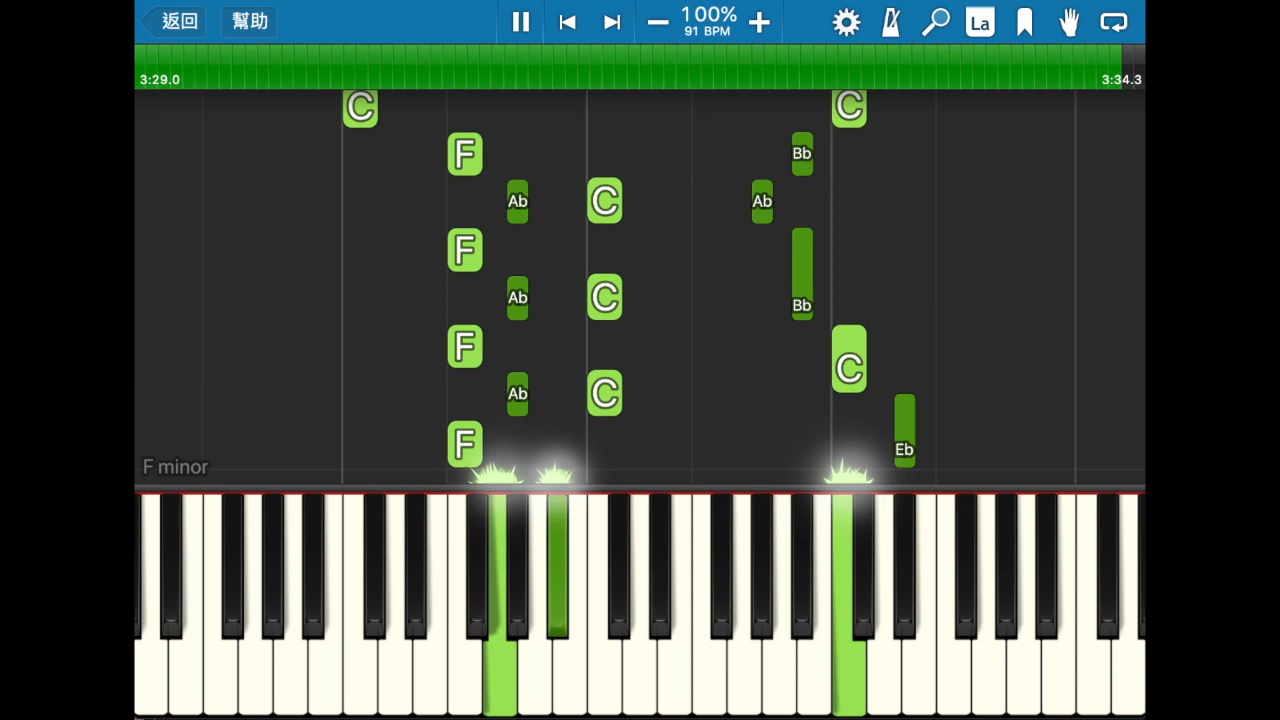 返回 幫助 100% La
91 BPM
3:29.0 3:34.3
C C
F Bb
Ab C Ab
F
Ab C Bb
F C
Ab C
F Eb
F minor